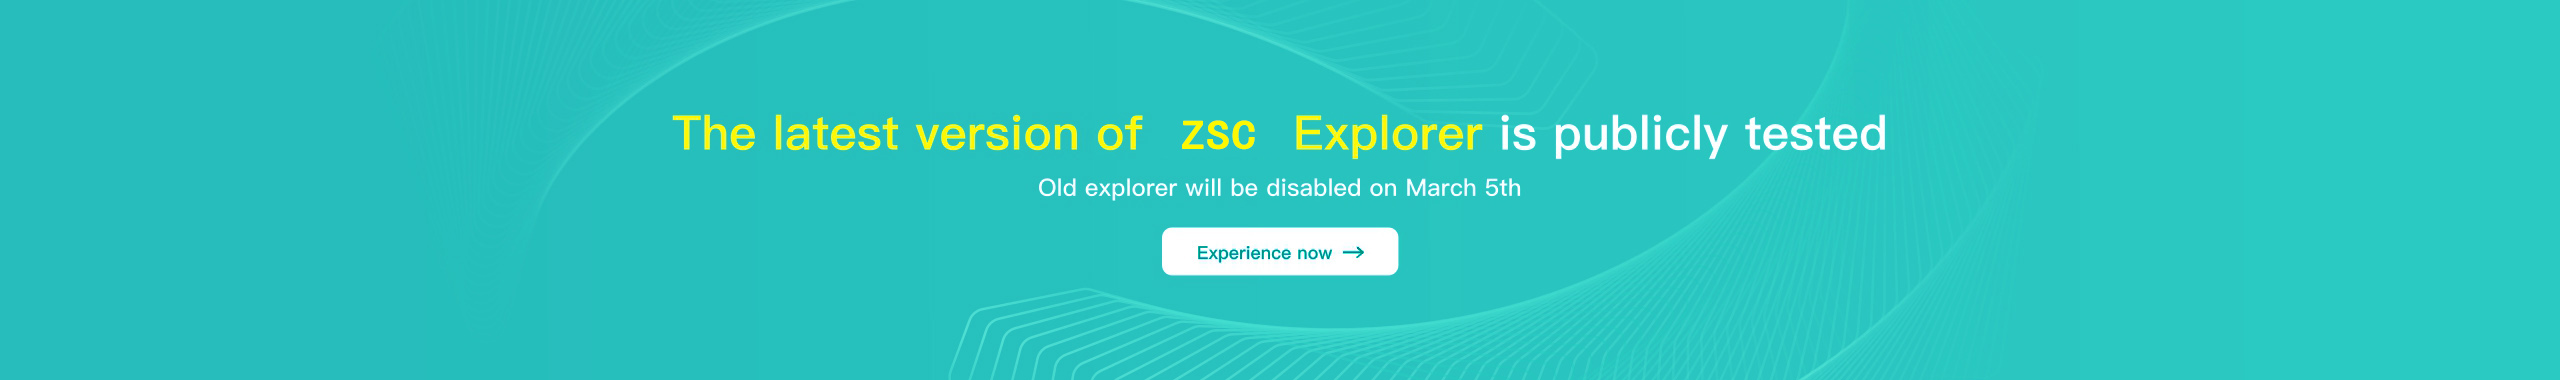 The latest version of ZSC Explorer is publicly tested
Old explorer will be disabled on March 5th
Experience now →